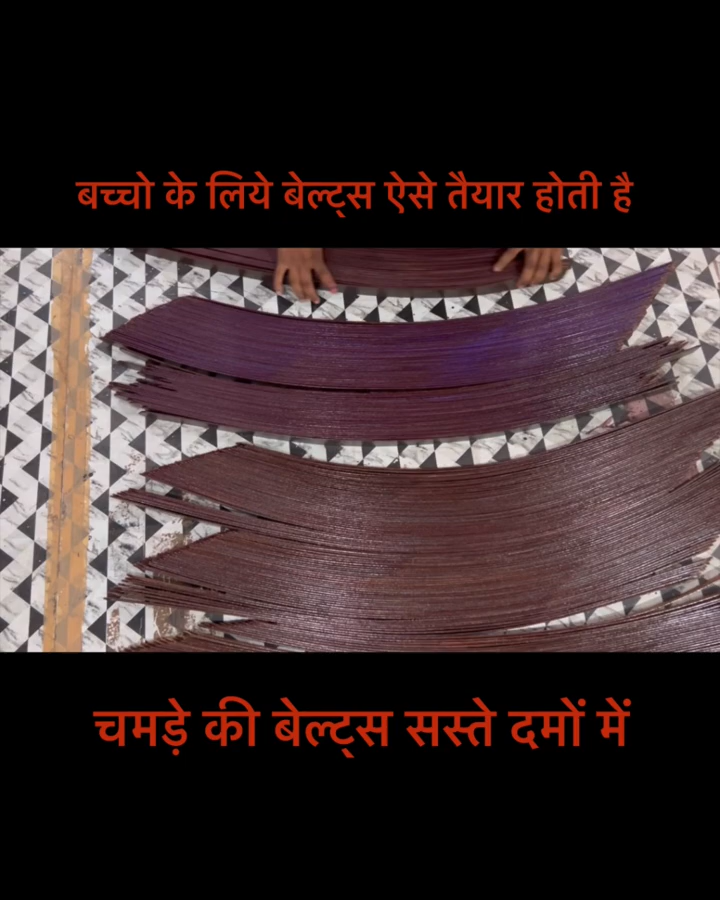 बच्चो के लिये बेल्ट्स ऐसे तैयार होती है
चमड़े की बेल्ट्स सस्ते दमों में